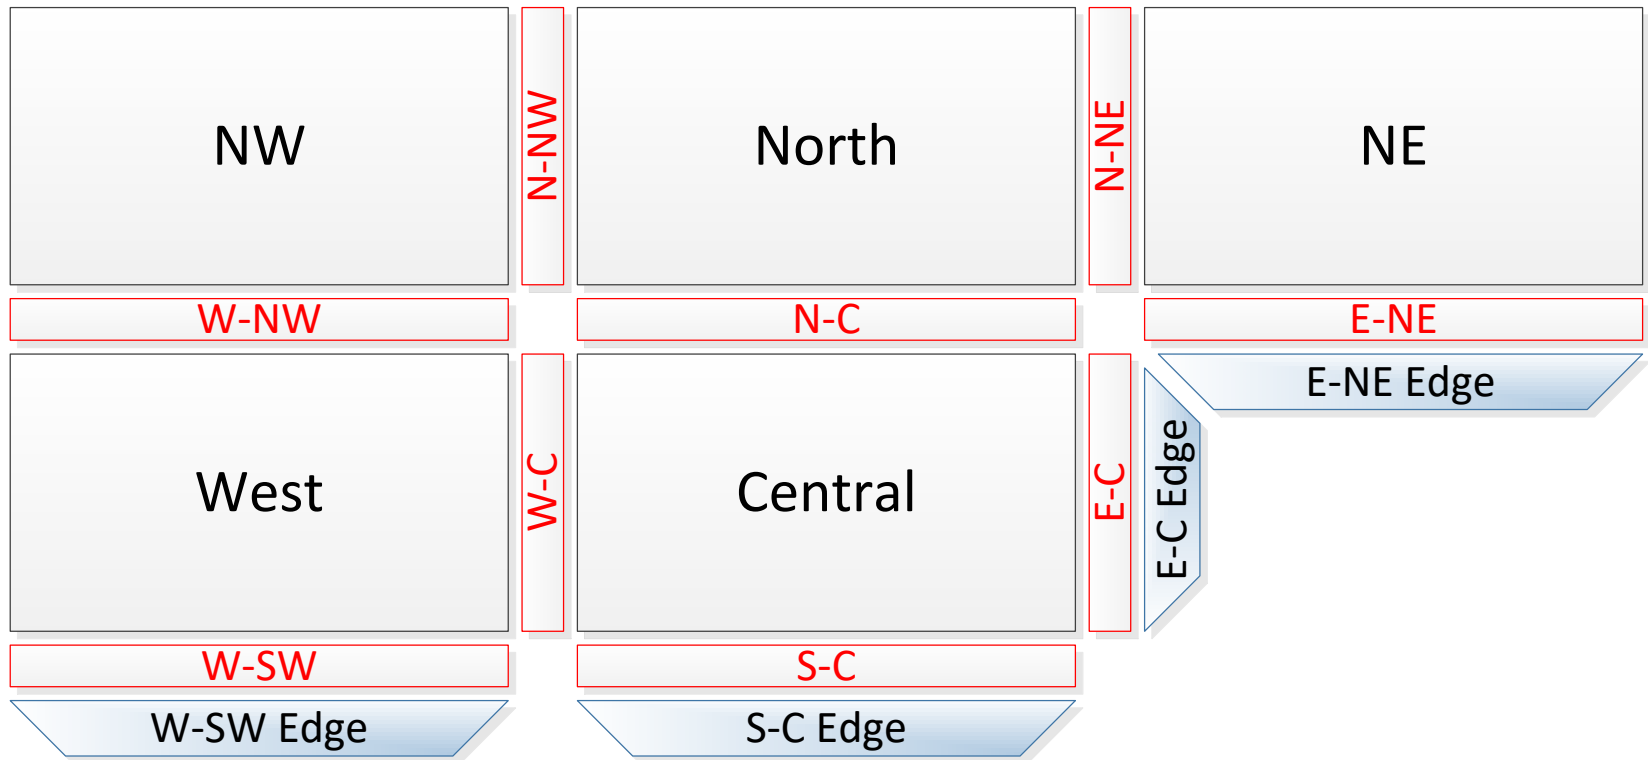 NW
N-NW
North
N-NE
NE
W-NW
N-C
E-NE
E-NE Edge
West
W-C
Central
E-C
E-C Edge
W-SW
S-C
W-SW Edge
S-C Edge